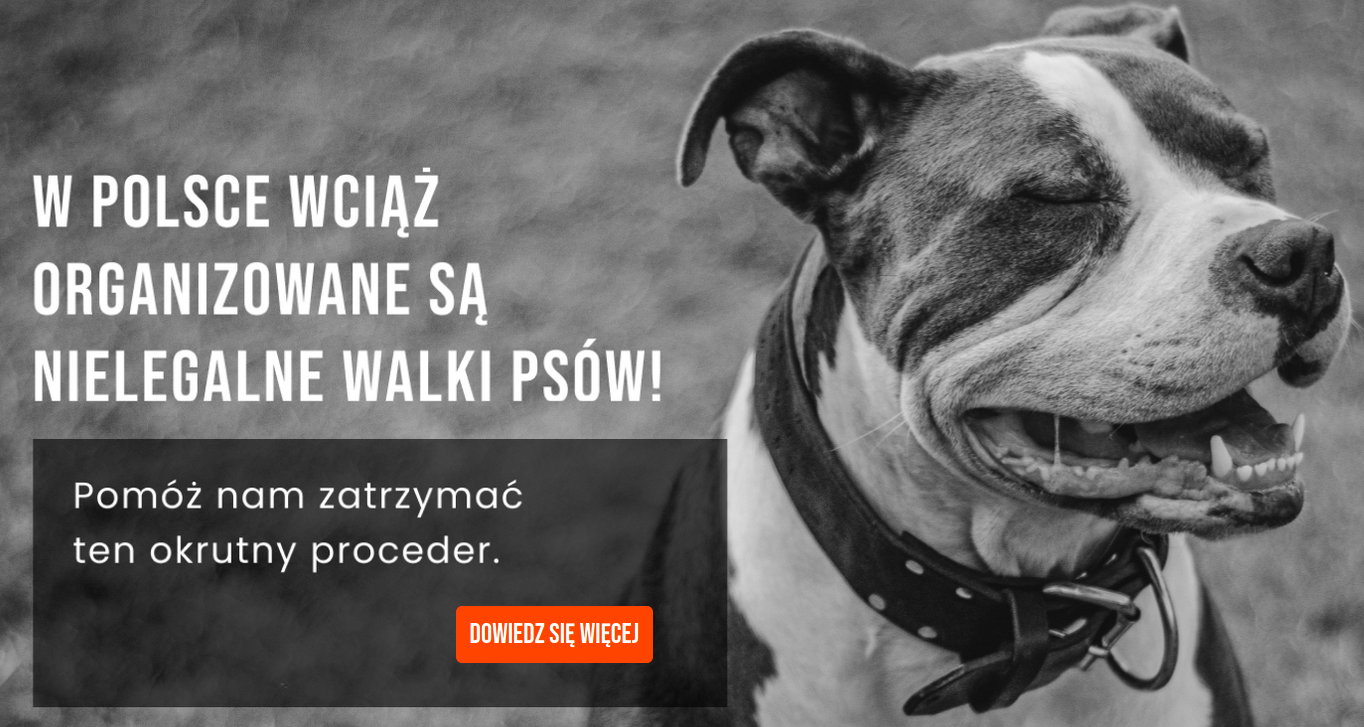 W POLSCE WCIĄŻ
ORGANIZOWANE SĄ
NIELEGALNE WALKI PSÓW!
Pomóż nam zatrzymać
ten okrutny proceder.
DOWIEDZ SIĘ WIĘCEJ